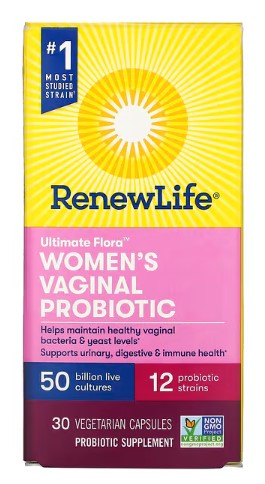 #1
MOST
STUDIED
STRAIN*
RenewLife®
Ultimate Flora™
WOMEN'S
VAGINAL
PROBIOTIC
Helps maintain healthy vaginal
bacteria & yeast levels*
Supports urinary, digestive & immune health*
50 billion live
cultures
12 probiotic
strains
30 VEGETARIAN CAPSULES
PROBIOTIC SUPPLEMENT
NON
GMO
Project
VERIFIED
nongmoproject.org